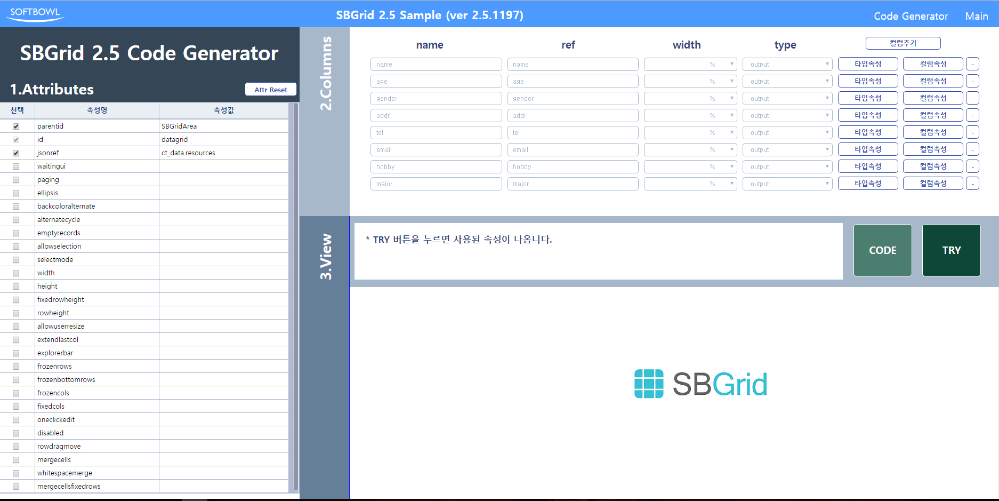 SOFTBOWL
SBGrid 2.5 Sample (ver 2.5.1197)
Code Generator Main
SBGrid 2.5 Code Generator
1.Attributes
Attr Reset
선택 속성명 속성값
parentid SBGridArea
id datagrid
jsonref ct_data.resources
waitingui
paging
ellipsis
backcoloralternate
alternatecycle
emptyrecords
allowselection
selectmode
width
height
fixedrowheight
rowheight
allowuserresize
extendlastcol
explorerbar
frozenrows
frozenbottomrows
frozencols
fixedcols
oneclickedit
disabled
rowdragmove
mergecells
whitespacemerge
mergecellsfixedrows
2.Columns
name ref width type 컬럼추가
name name % output 타입속성 컬럼속성 -
age age % output 타입속성 컬럼속성 -
gender gender % output 타입속성 컬럼속성 -
addr addr % output 타입속성 컬럼속성 -
tel tel % output 타입속성 컬럼속성 -
email email % output 타입속성 컬럼속성 -
hobby hobby % output 타입속성 컬럼속성 -
major major % output 타입속성 컬럼속성 -
3.View
* TRY 버튼을 누르면 사용된 속성이 나옵니다.
CODE TRY
SBGrid